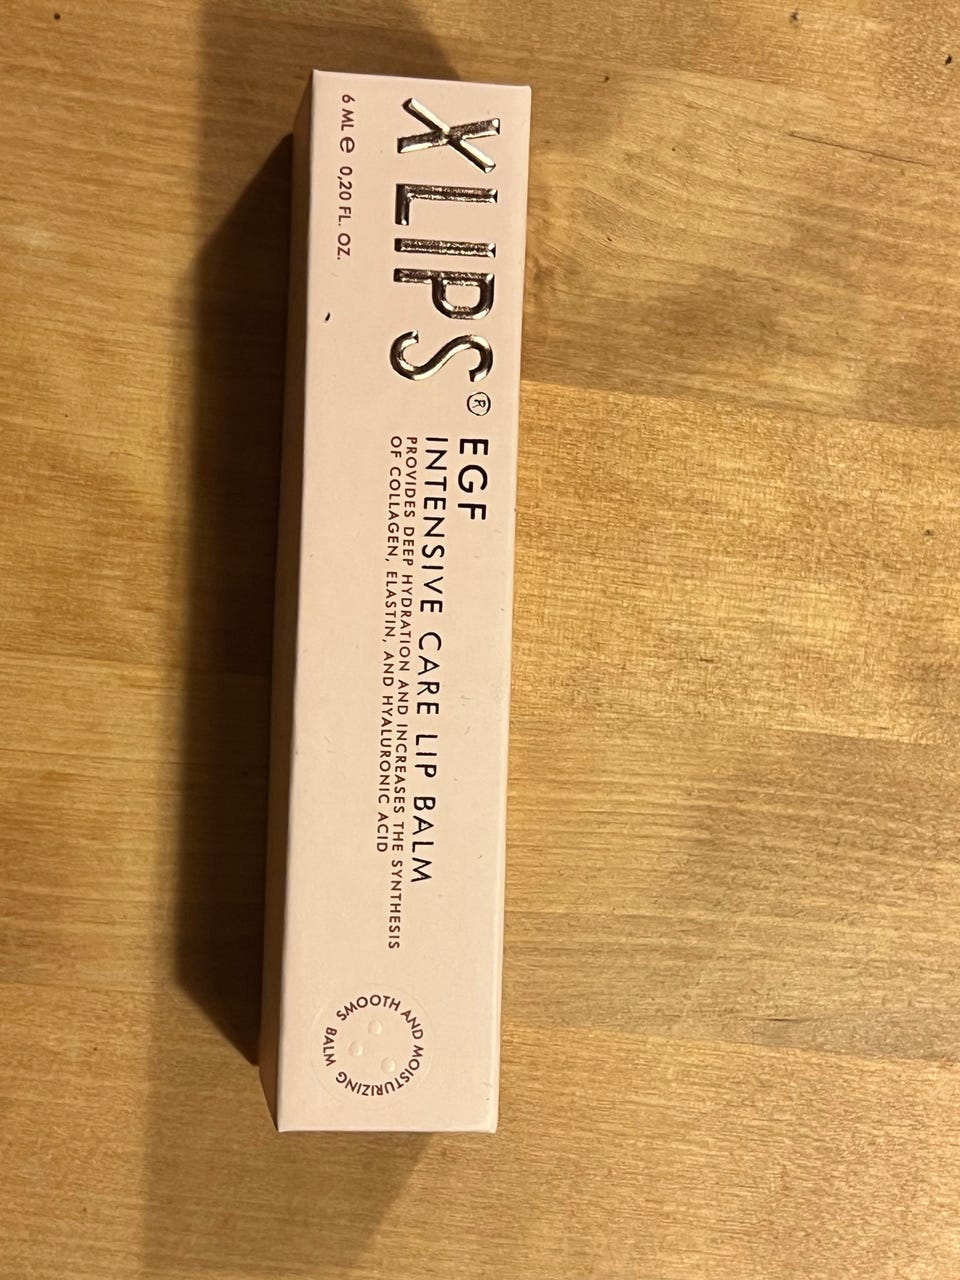 XLIPS®
EGF
INTENSIVE CARE LIP BALM
PROVIDES DEEP HYDRATION AND INCREASES THE SYNTHESIS
OF COLLAGEN, ELASTIN, AND HYALURONIC ACID
6 ML ℮ 0,20 FL. OZ.
SMOOTH AND MOISTURIZING BALM